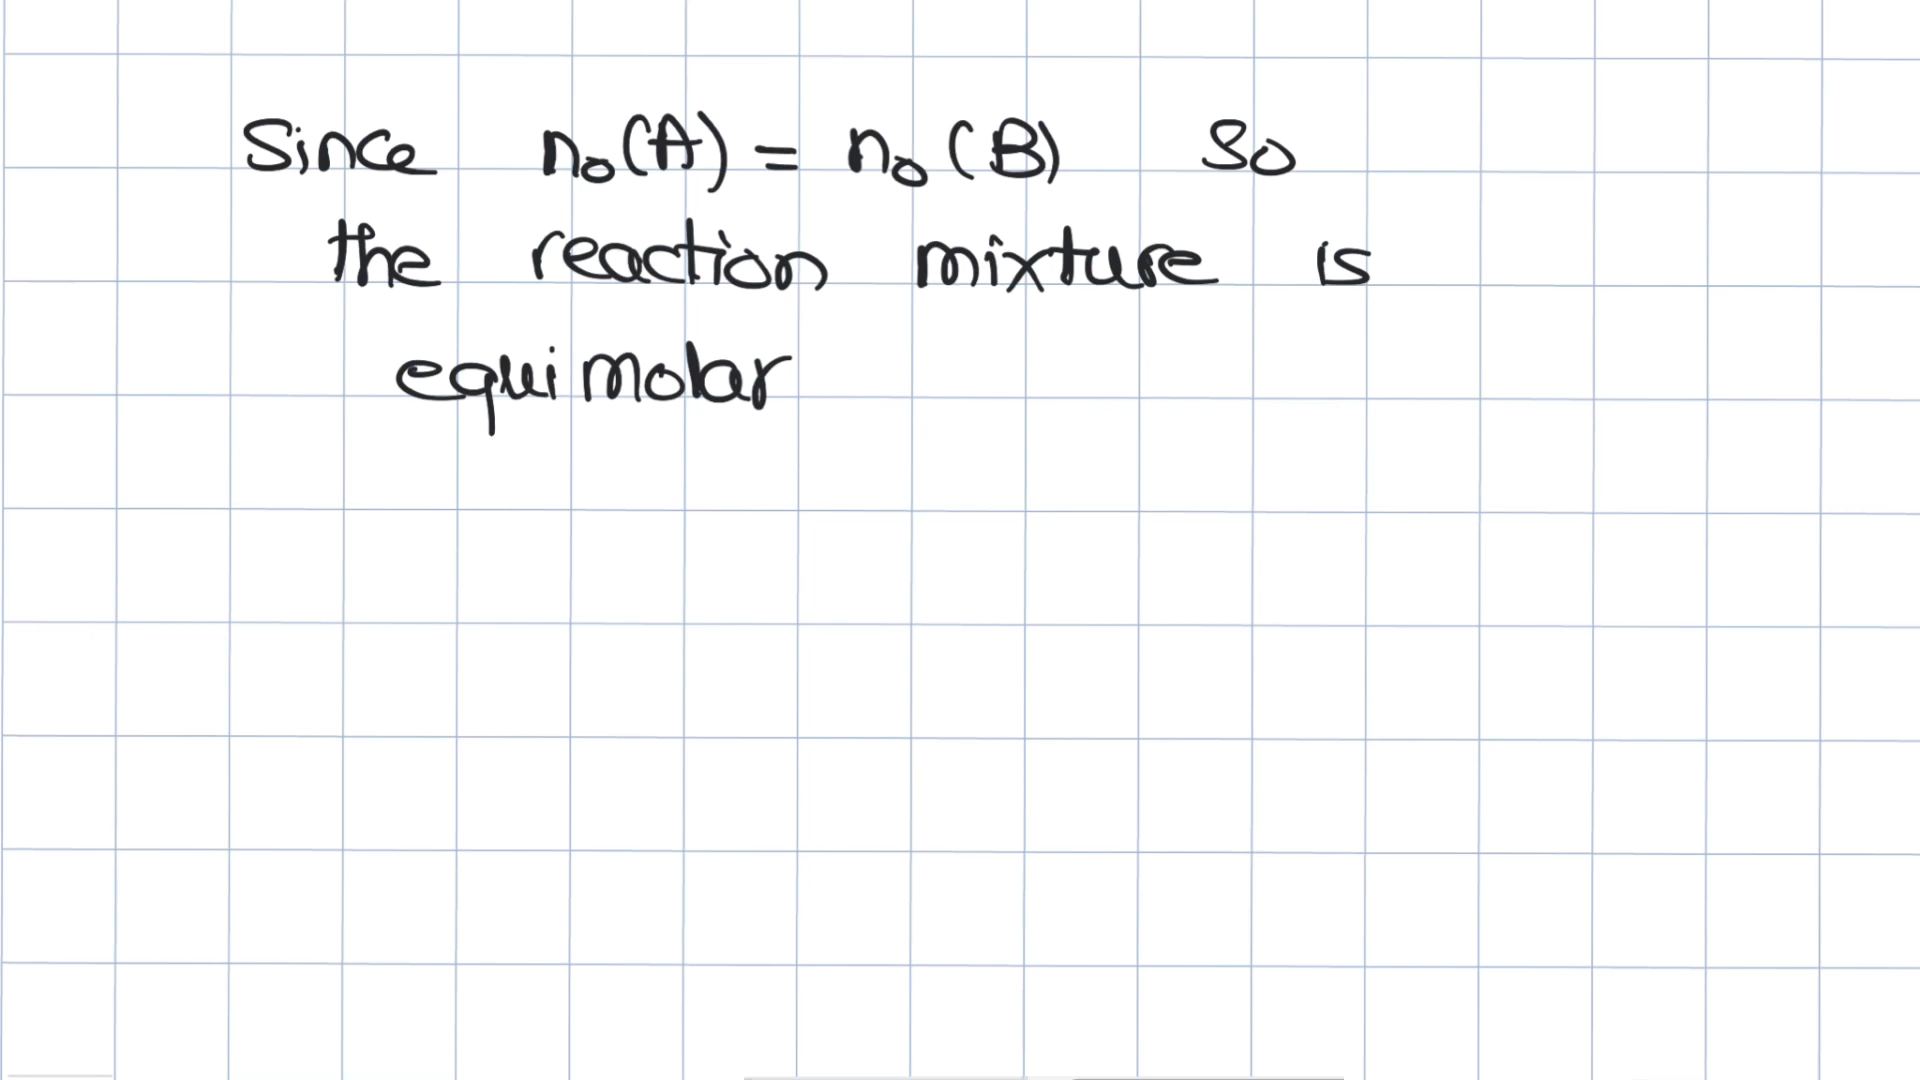 Since n₀(A) = n₀(B) So
the reaction mixture is
equimolar